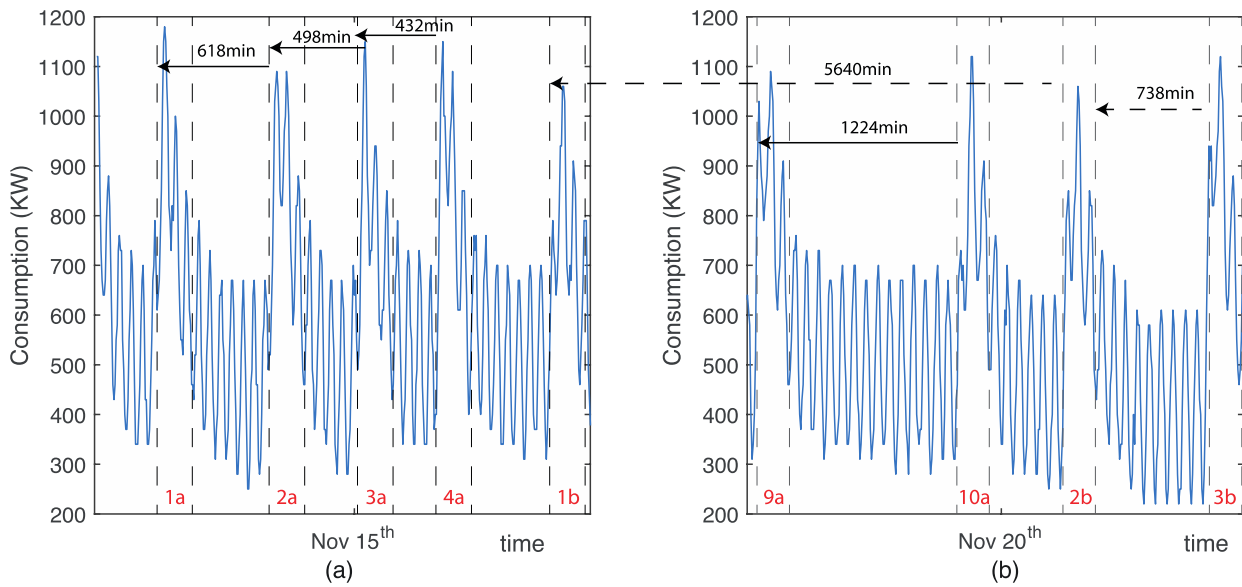 1200
1100
1000
900
800
700
600
500
400
300
200
Consumption (KW)
618min
498min
432min
1a
2a
3a
4a
1b
Nov 15th
time
(a)
1200
1100
1000
900
800
700
600
500
400
300
200
Consumption (KW)
5640min
738min
1224min
9a
10a
2b
3b
Nov 20th
time
(b)